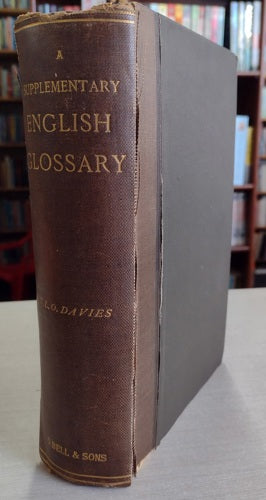 A
SUPPLEMENTARY
ENGLISH
GLOSSARY
T.L.O. DAVIES
BELL & SONS